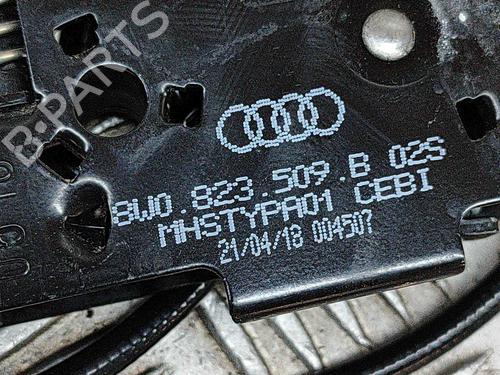 B-PARTS
8W0.823.509.B 02S
MHSTYPA01 CEBI
21/04/18 004507